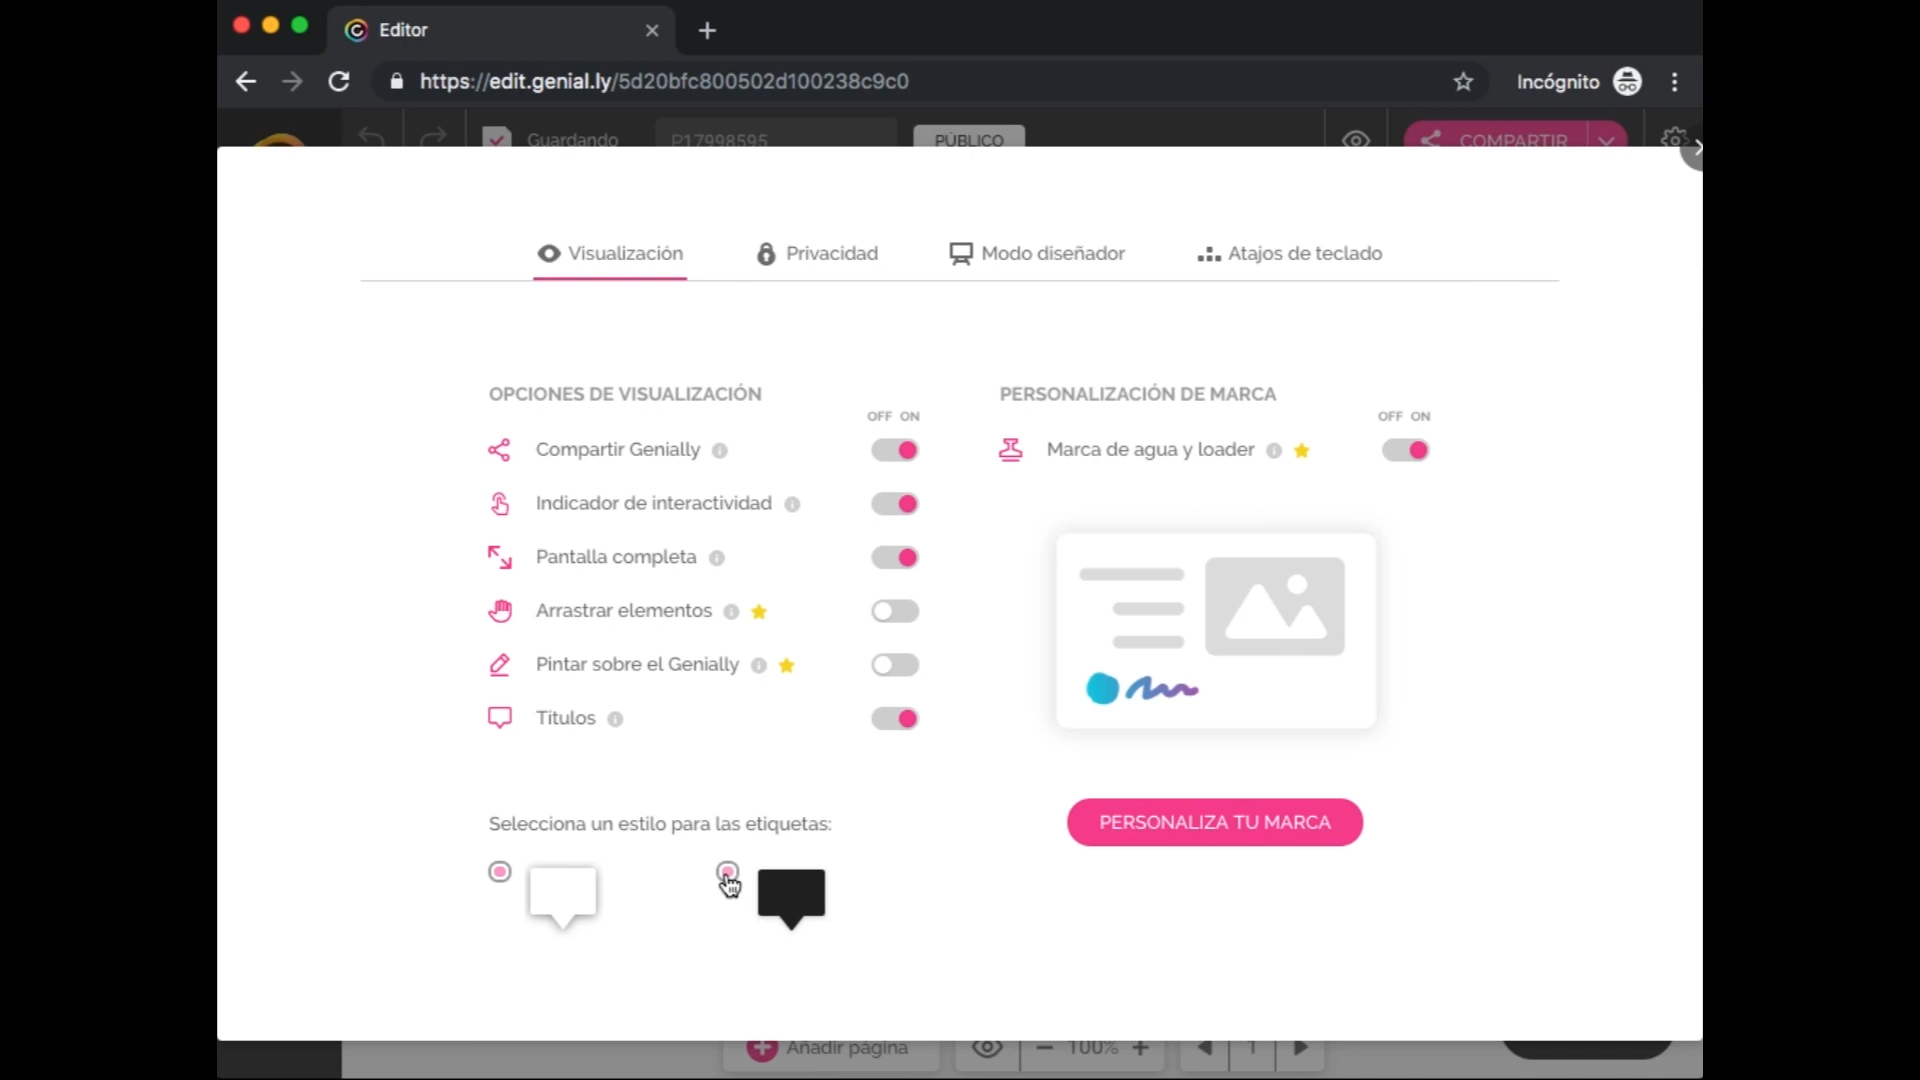 Editor
https://edit.genial.ly/5d20bfc800502d100238c9c0
Incógnito
Guardando
P17998595
PÚBLICO
COMPARTIR
Visualización
Privacidad
Modo diseñador
Atajos de teclado
OPCIONES DE VISUALIZACIÓN
OFF ON
Compartir Genially
Indicador de interactividad
Pantalla completa
Arrastrar elementos
Pintar sobre el Genially
Títulos
Selecciona un estilo para las etiquetas:
PERSONALIZACIÓN DE MARCA
OFF ON
Marca de agua y loader
PERSONALIZA TU MARCA
Añadir página
100%
1